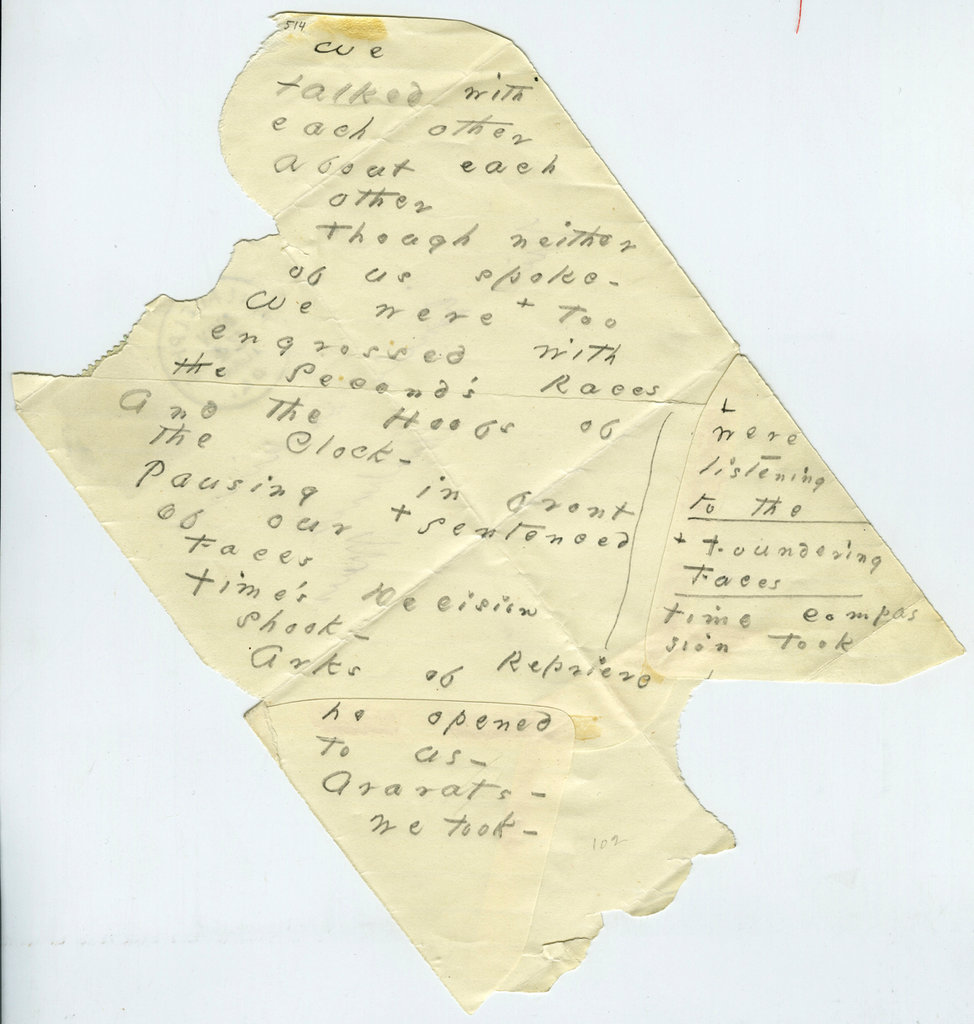 514
We
talked with
each other
about each
other
though neither
of us spoke -
We were + too
engrossed with
the Second's Races
And the Hoofs of
the Clock -
Pausing in front
of our + sentenced
Faces
Time's Decision
shook -
Arks of Reprieve
he opened
to us -
Ararats -
we took -
+
were
listening
to the
+ Foundering
Faces
Time compas
sion took
102